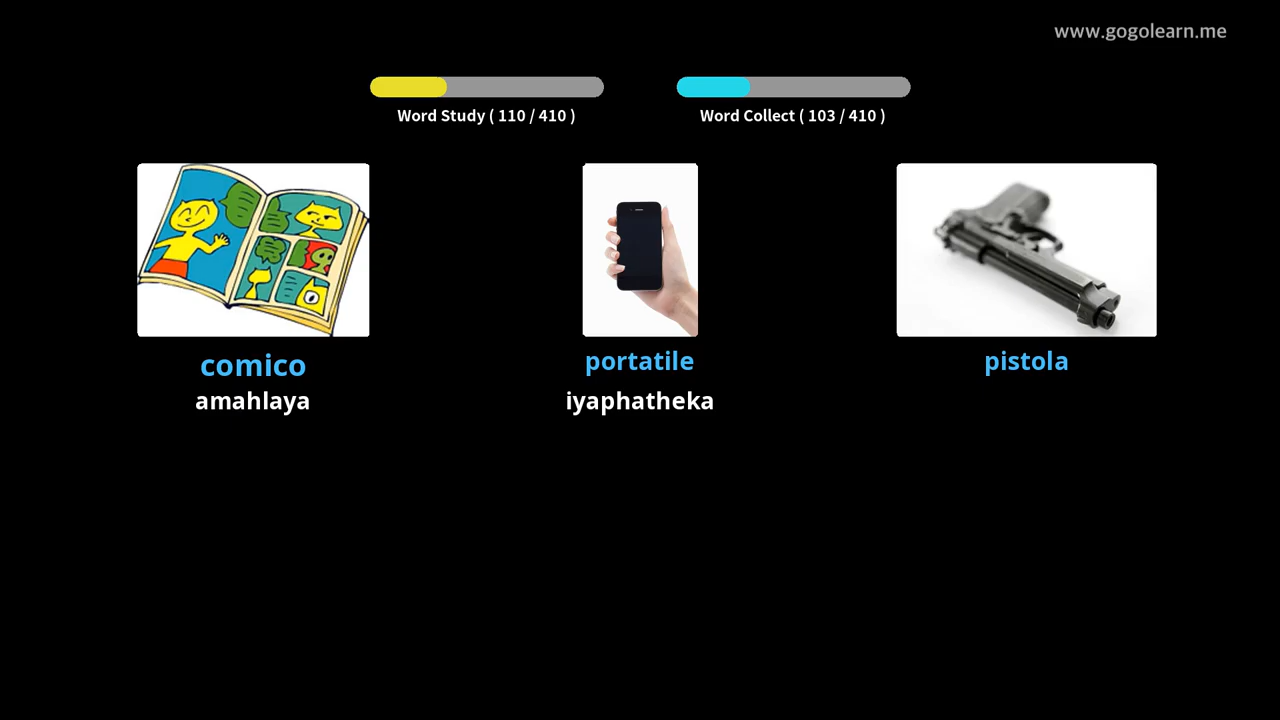 www.gogolearn.me
Word Study ( 110 / 410 )
Word Collect ( 103 / 410 )
comico
portatile
pistola
amahlaya
iyaphatheka